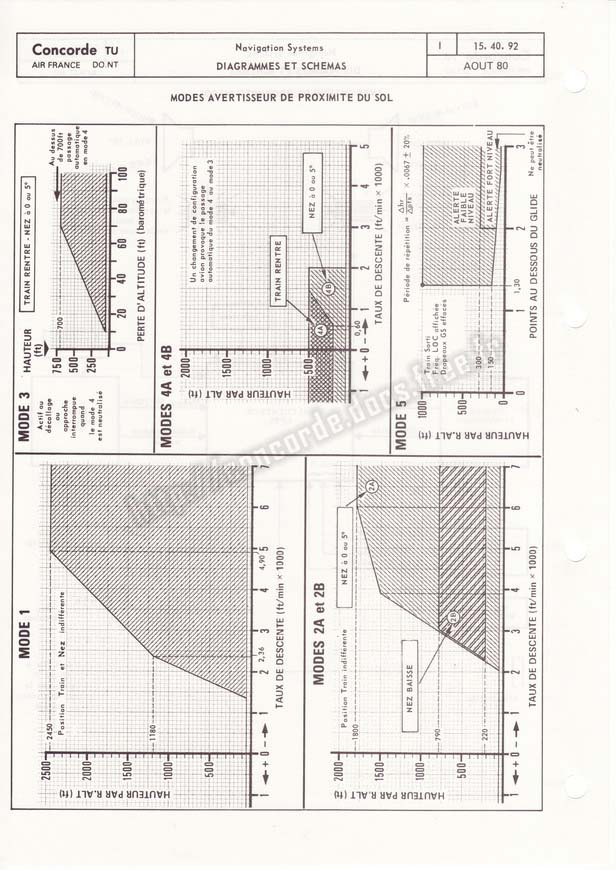 Concorde TU
AIR FRANCE DO.NT
Navigation Systems
DIAGRAMMES ET SCHEMAS
I
15. 40. 92
AOUT 80
MODES AVERTISSEUR DE PROXIMITE DU SOL
MODE 3
HAUTEUR
(ft)
Actif au
décollage
ou
approche
interrompue
quand
le mode 4
est neutralisé
TRAIN RENTRE - NEZ à 0 ou 5°
Au dessus
de 700ft
passage
automatique
en mode 4
750
500
250
700
0 20 40 60 80 100
PERTE D'ALTITUDE (ft) (barométrique)
MODES 4A et 4B
HAUTEUR PAR R.ALT (ft)
2000
1500
1000
500
Un changement de configuration
avion provoque le passage
automatique du mode 4 ou mode 3
TRAIN RENTRE
NEZ à 0 ou 5°
4A
4B
0,60
1 + 0 - 1 2 3 4 5
TAUX DE DESCENTE (ft/min × 1000)
MODE 5
HAUTEUR PAR R.ALT (ft)
1000
500
0
Train Sorti
Freq. LG affichée
Drapeaux GS effacés
300
150
Période de répétition = Δhr / Δpts × .0067 ± 20%
ALERTE
FAIBLE
NIVEAU
ALERTE FORT NIVEAU
Ne peut être
neutralisé
1,30
0 1 2 3
POINTS AU DESSOUS DU GLIDE
MODE 1
HAUTEUR PAR R.ALT (ft)
2500
2000
1500
1000
500
2450
1180
Position Train et Nez indifférente
2,36
4,90
1 + 0 - 1 2 3 4 5 6 7
TAUX DE DESCENTE (ft/min × 1000)
MODES 2A et 2B
HAUTEUR PAR R.ALT (ft)
2000
1500
1000
500
1800
790
220
Position Train indifférente
NEZ BAISSE
NEZ à 0 ou 5°
2A
2B
1 + 0 - 1 2 3 4 5 6 7
TAUX DE DESCENTE (ft/min × 1000)
http://concorde.docs.free.fr